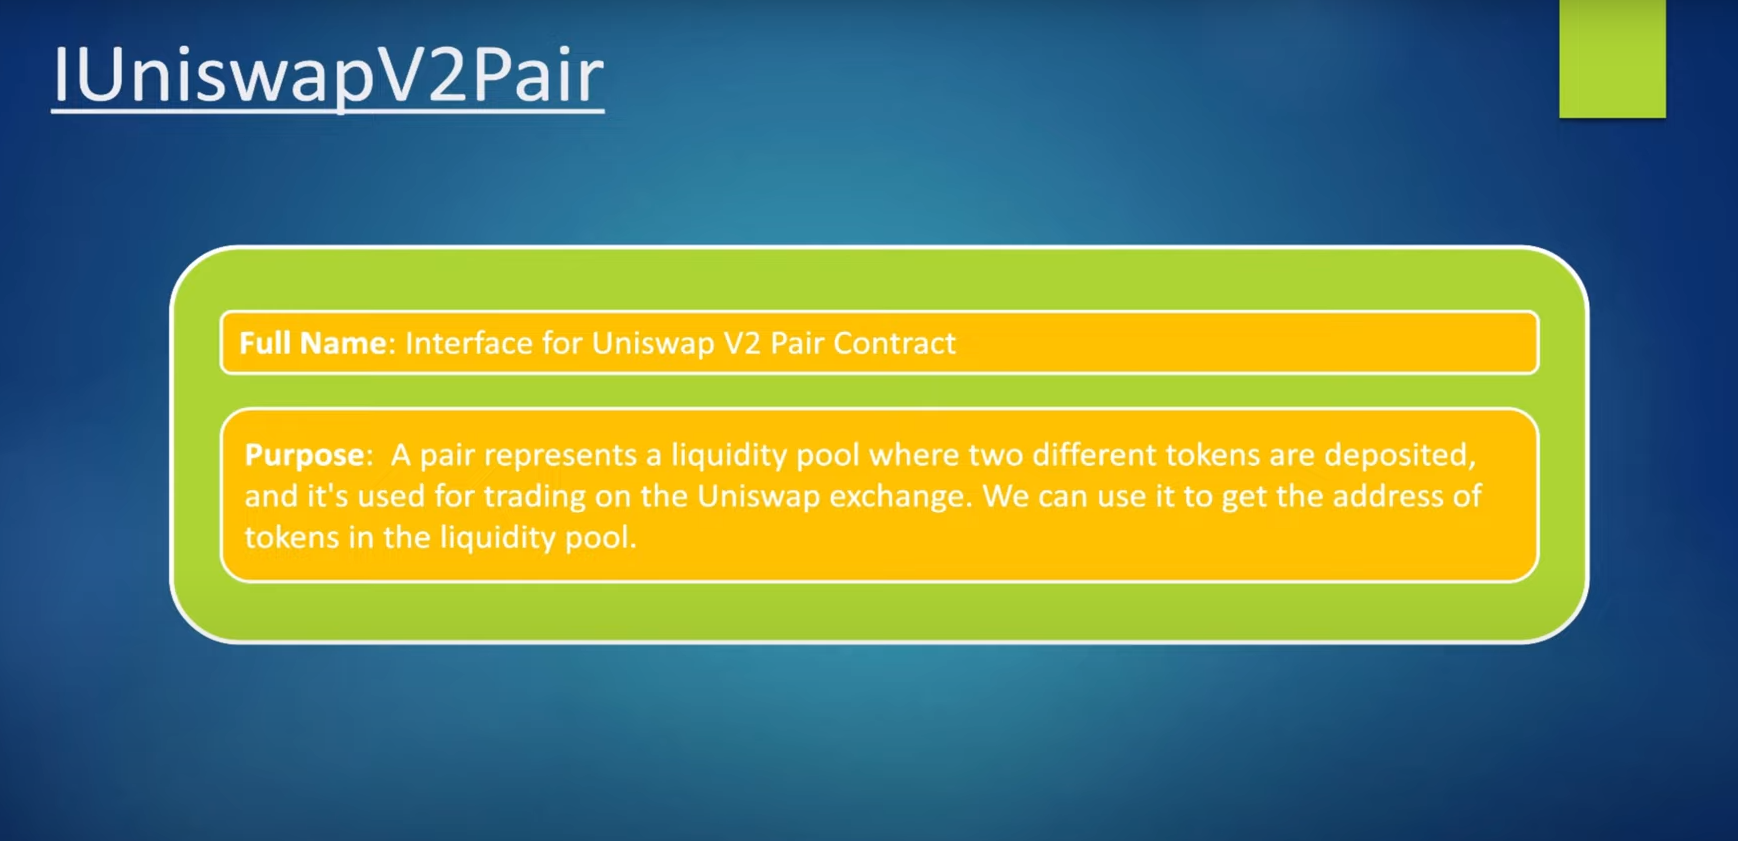 IUniswapV2Pair
Full Name: Interface for Uniswap V2 Pair Contract
Purpose:  A pair represents a liquidity pool where two different tokens are deposited,
and it's used for trading on the Uniswap exchange. We can use it to get the address of
tokens in the liquidity pool.